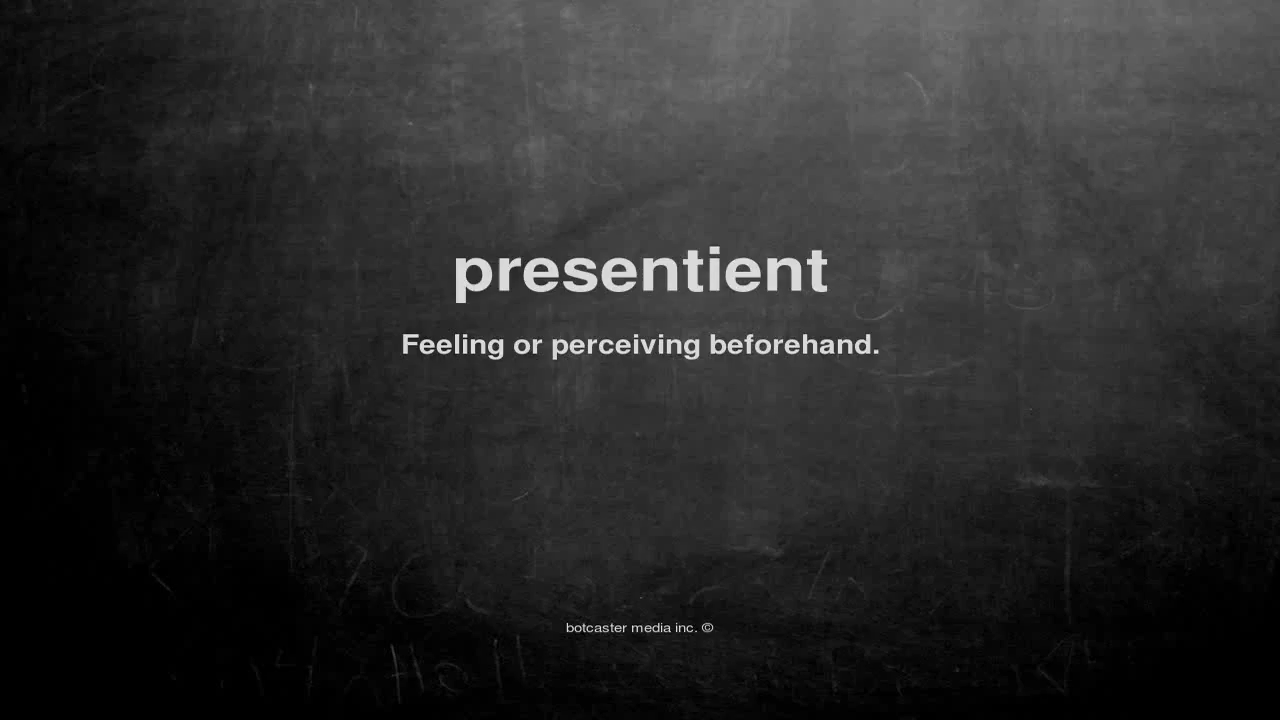 presentient
Feeling or perceiving beforehand.
botcaster media inc. ©